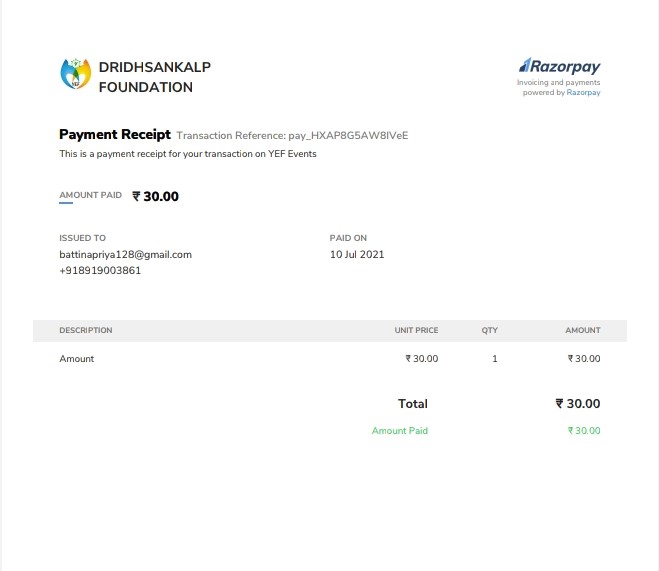 DRIDHSANKALP
FOUNDATION
Razorpay
Invoicing and payments
powered by Razorpay
Payment Receipt Transaction Reference: pay_HXAP8G5AW8IVeE
This is a payment receipt for your transaction on YEF Events
AMOUNT PAID ₹ 30.00
ISSUED TO PAID ON
battinapriya128@gmail.com 10 Jul 2021
+918919003861
DESCRIPTION UNIT PRICE QTY AMOUNT
Amount ₹ 30.00 1 ₹ 30.00
Total ₹ 30.00
Amount Paid ₹ 30.00